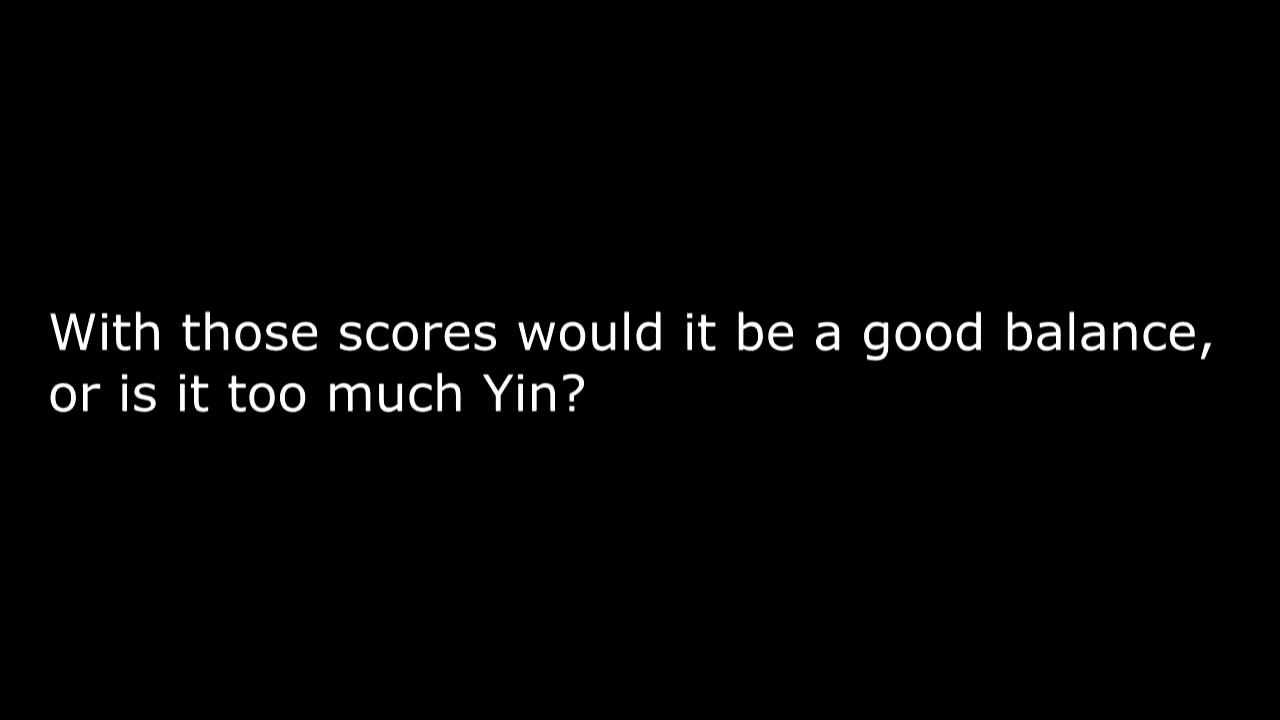 With those scores would it be a good balance,
or is it too much Yin?